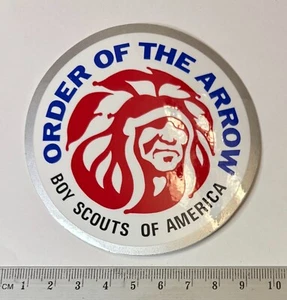 ORDER OF THE ARROW
BOY SCOUTS OF AMERICA
CM 1 2 3 4 5 6 7 8 9 10